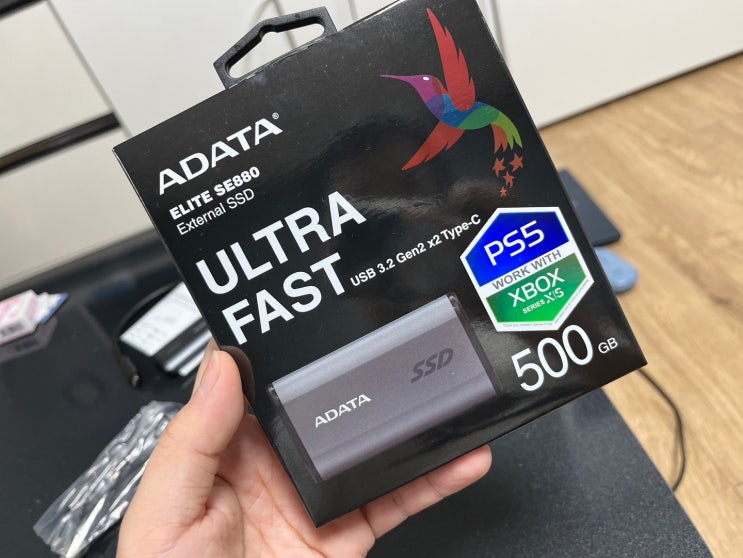 ADATA®
ELITE SE880
External SSD
ULTRA
FAST
USB 3.2 Gen2 x2 Type-C
PS5
WORK WITH
XBOX
SERIES X/S
500 GB
SSD
ADATA